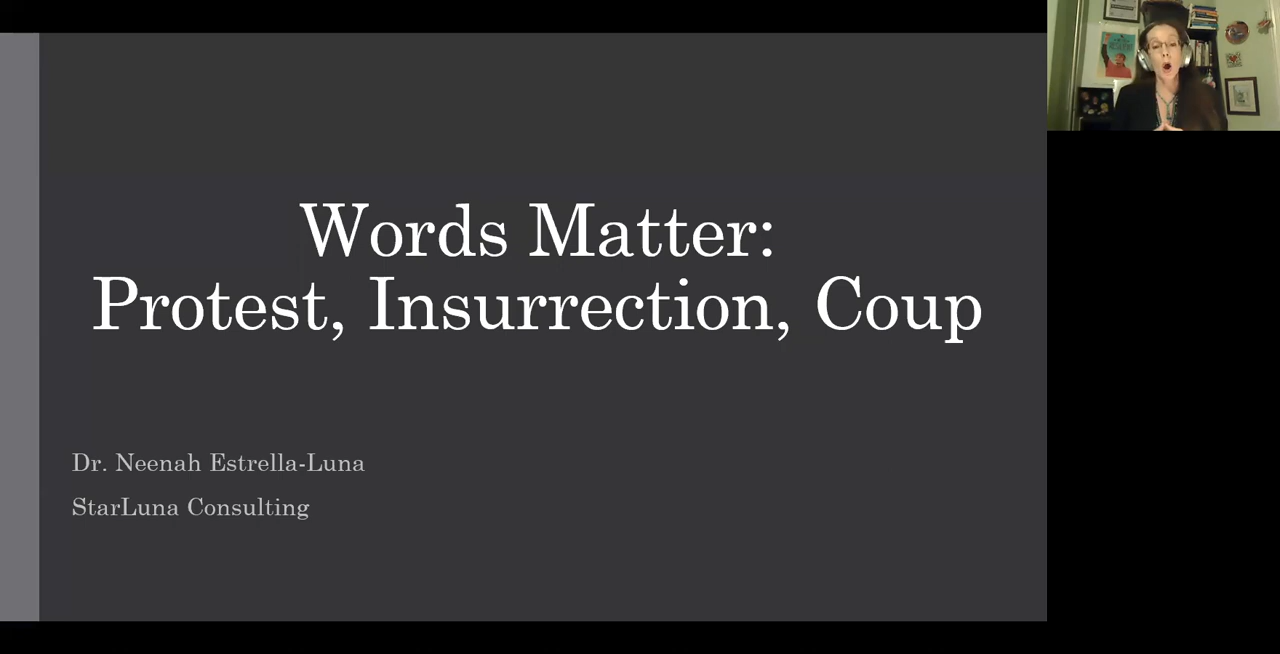 Words Matter:
Protest, Insurrection, Coup
Dr. Neenah Estrella-Luna
StarLuna Consulting